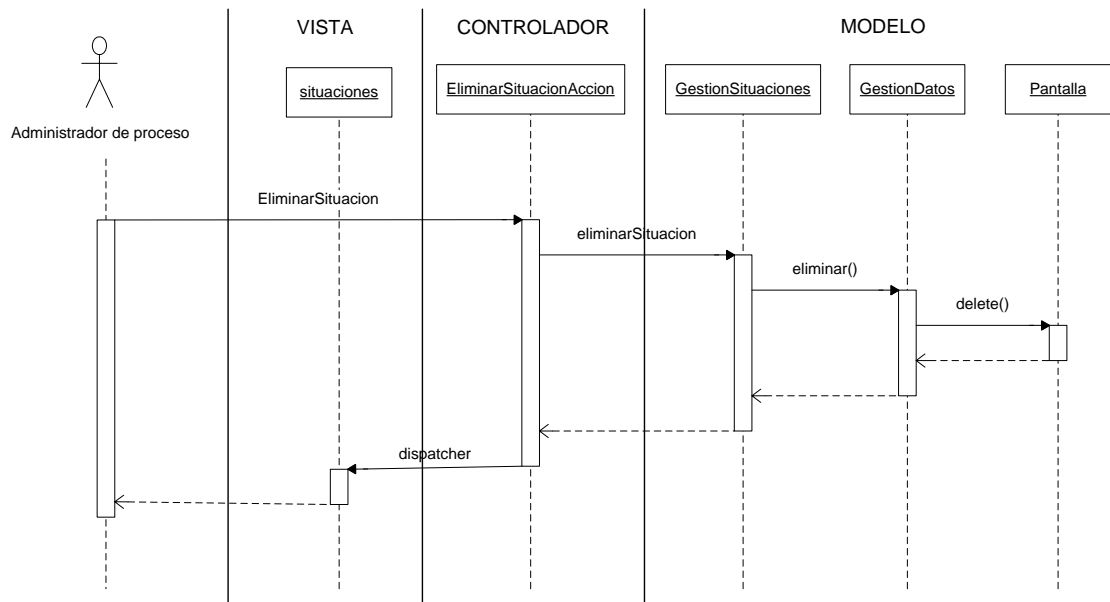 VISTA
CONTROLADOR
MODELO
situaciones
EliminarSituacionAccion
GestionSituaciones
GestionDatos
Pantalla
Administrador de proceso
EliminarSituacion
eliminarSituacion
eliminar()
delete()
dispatcher